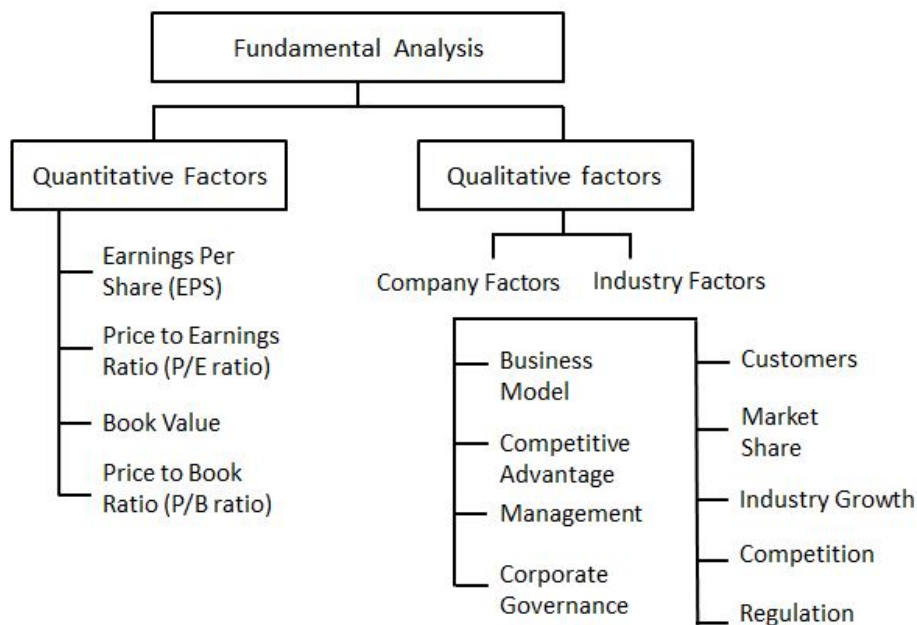 Fundamental Analysis
Quantitative Factors
Earnings Per
Share (EPS)
Price to Earnings
Ratio (P/E ratio)
Book Value
Price to Book
Ratio (P/B ratio)
Qualitative factors
Company Factors
Business
Model
Competitive
Advantage
Management
Corporate
Governance
Industry Factors
Customers
Market
Share
Industry Growth
Competition
Regulation